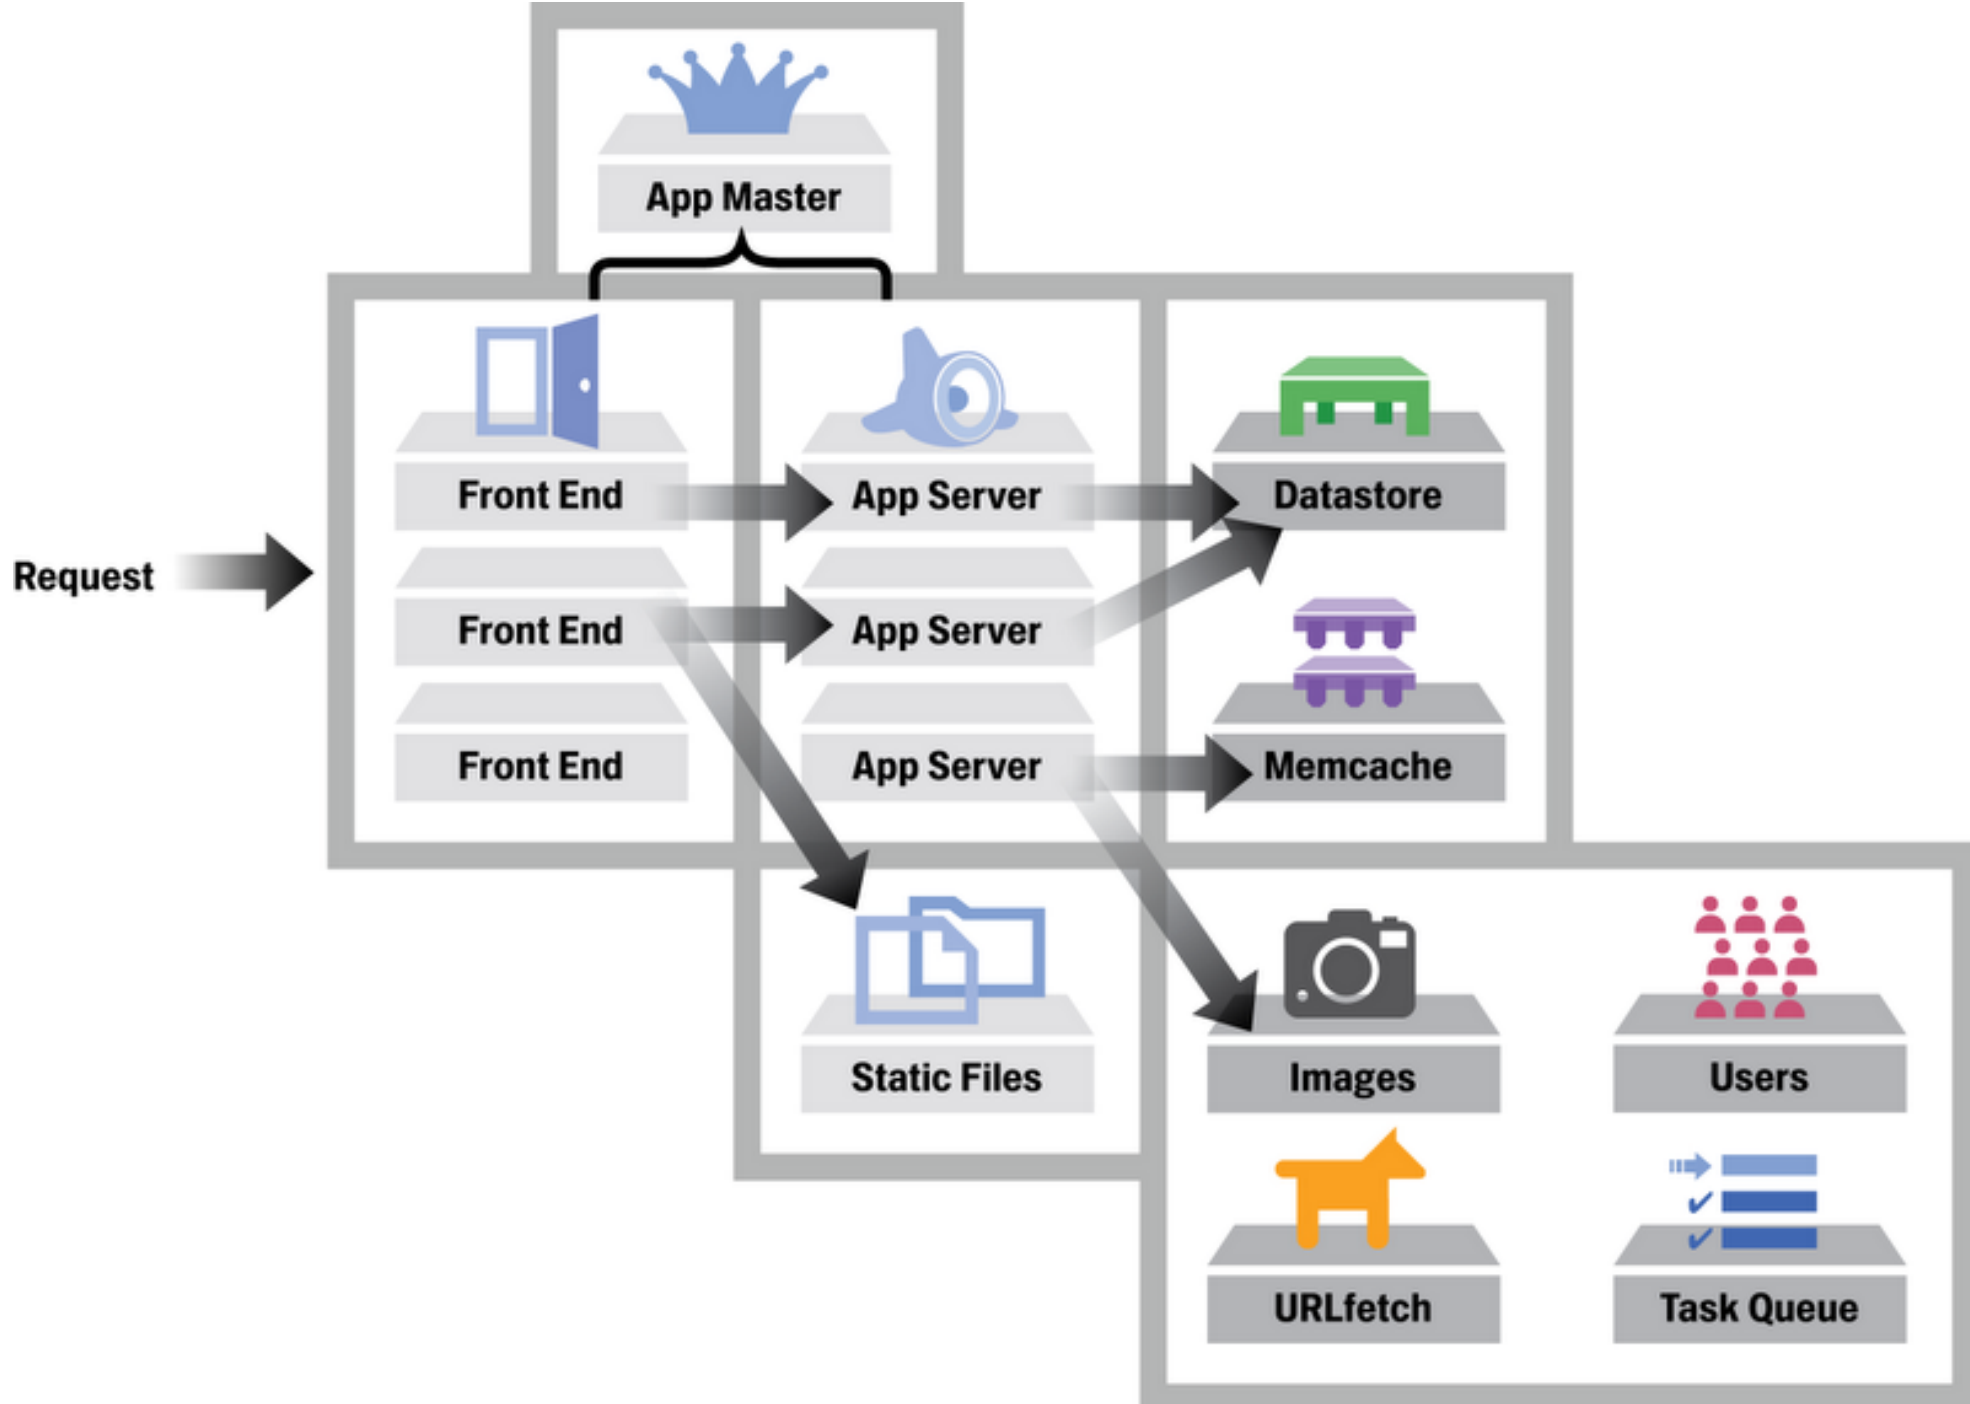 App Master
Front End
App Server
Datastore
Request
Front End
App Server
Front End
App Server
Memcache
Static Files
Images
Users
URLfetch
Task Queue